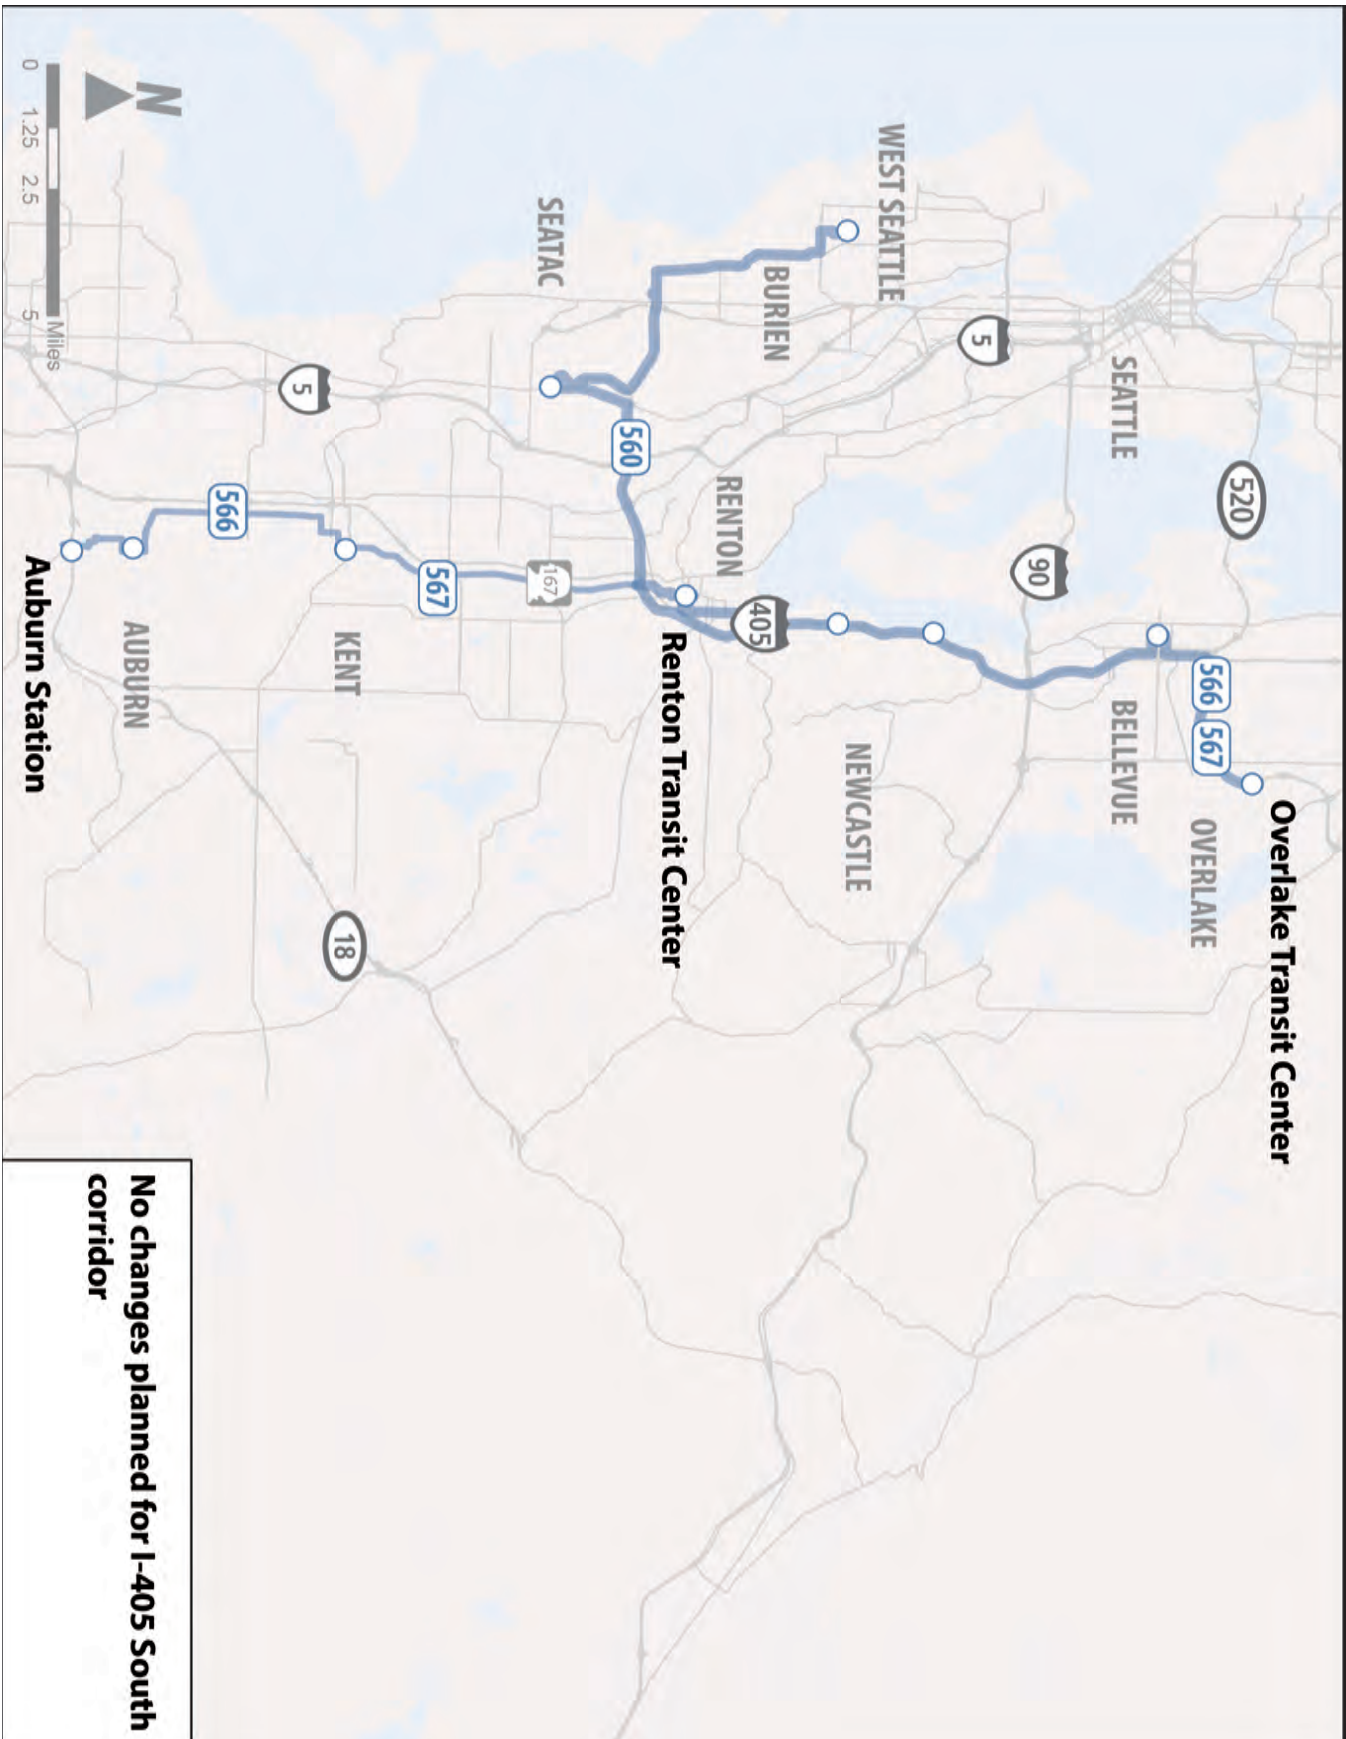 Overlake Transit Center
520
OVERLAKE
566
567
SEATTLE
BELLEVUE
90
5
WEST SEATTLE
NEWCASTLE
BURIEN
405
RENTON
Renton Transit Center
560
SEATAC
167
567
5
KENT
18
566
AUBURN
Auburn Station
N
0
1.25
2.5
5
Miles
No changes planned for I-405 South
corridor